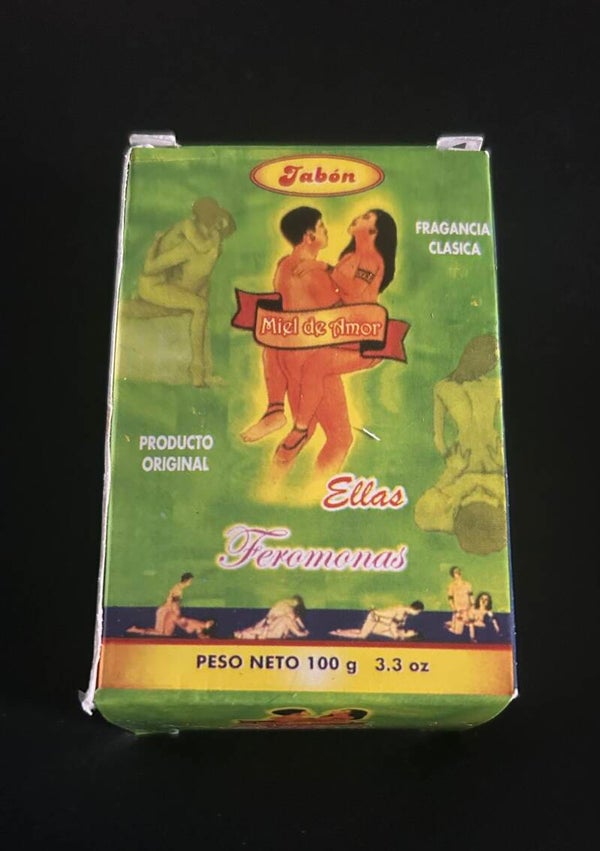 Jabón
FRAGANCIA
CLASICA
Miel de Amor
PRODUCTO
ORIGINAL
Ellas
Feromonas
PESO NETO 100 g 3.3 oz